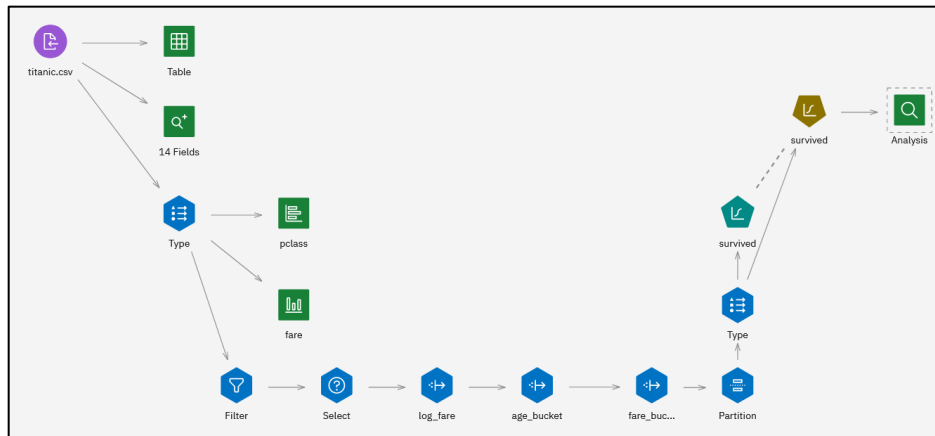 titanic.csv
Table
14 Fields
survived
Analysis
Type
pclass
survived
fare
Type
Filter
Select
log_fare
age_bucket
fare_buc...
Partition